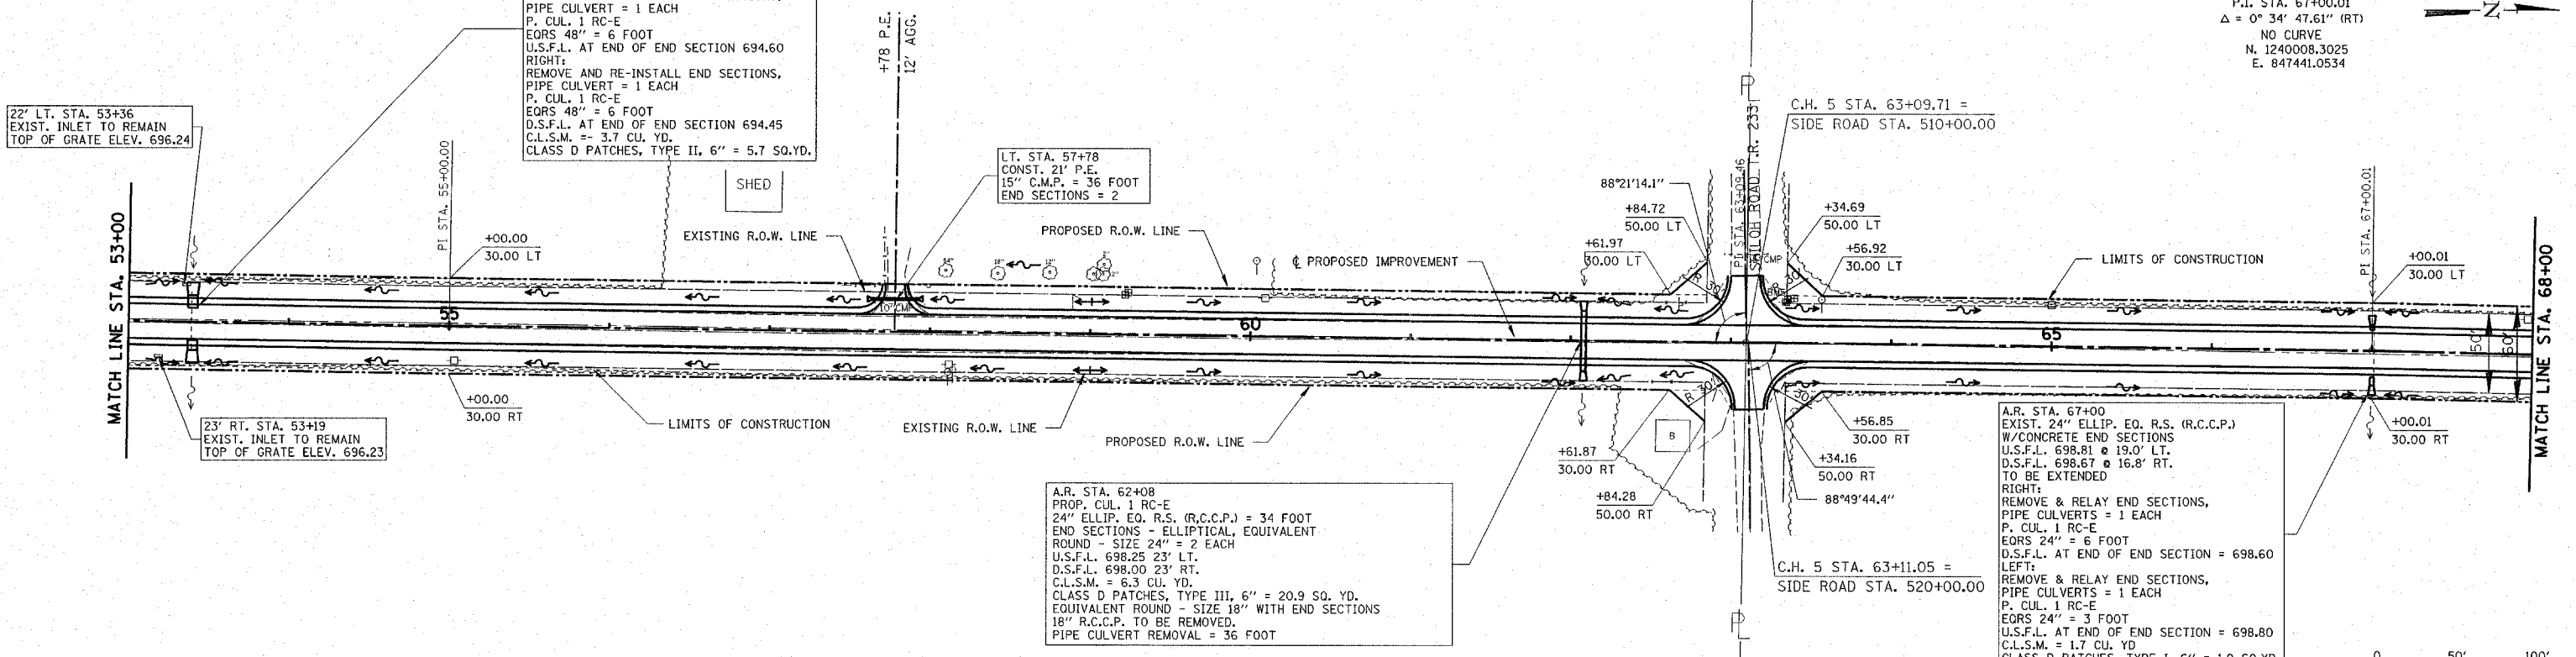 PIPE CULVERT = 1 EACH
P. CUL. 1 RC-E
EQRS 48" = 6 FOOT
U.S.F.L. AT END OF END SECTION 694.60
RIGHT:
REMOVE AND RE-INSTALL END SECTIONS,
PIPE CULVERT = 1 EACH
P. CUL. 1 RC-E
EQRS 48" = 6 FOOT
D.S.F.L. AT END OF END SECTION 694.45
C.L.S.M. =- 3.7 CU. YD.
CLASS D PATCHES, TYPE II, 6" = 5.7 SQ.YD.
+78 P.E.
12' AGG.
P.I. STA. 67+00.01
Δ = 0° 34' 47.61" (RT)
NO CURVE
N. 1240008.3025
E. 847441.0534
N
22' LT. STA. 53+36
EXIST. INLET TO REMAIN
TOP OF GRATE ELEV. 696.24
MATCH LINE STA. 53+00
PI STA. 55+00.00
+00.00
30.00 LT
SHED
EXISTING R.O.W. LINE
LT. STA. 57+78
CONST. 21' P.E.
15" C.M.P. = 36 FOOT
END SECTIONS = 2
PROPOSED R.O.W. LINE
℄ PROPOSED IMPROVEMENT
88°21'14.1"
+84.72
50.00 LT
+61.97
30.00 LT
PI STA. 63+09.46
SHILOH ROAD T.R. 233
C.H. 5 STA. 63+09.71 =
SIDE ROAD STA. 510+00.00
+34.69
50.00 LT
+56.92
30.00 LT
LIMITS OF CONSTRUCTION
PI STA. 67+00.01
+00.01
30.00 LT
MATCH LINE STA. 68+00
55
60
65
50'
60'
R 30'
R 30'
30'
CMP
+00.00
30.00 RT
23' RT. STA. 53+19
EXIST. INLET TO REMAIN
TOP OF GRATE ELEV. 696.23
LIMITS OF CONSTRUCTION
EXISTING R.O.W. LINE
PROPOSED R.O.W. LINE
A.R. STA. 62+08
PROP. CUL. 1 RC-E
24" ELLIP. EQ. R.S. (R.C.C.P.) = 34 FOOT
END SECTIONS - ELLIPTICAL, EQUIVALENT
ROUND - SIZE 24" = 2 EACH
U.S.F.L. 698.25 23' LT.
D.S.F.L. 698.00 23' RT.
C.L.S.M. = 6.3 CU. YD.
CLASS D PATCHES, TYPE III, 6" = 20.9 SQ. YD.
EQUIVALENT ROUND - SIZE 18" WITH END SECTIONS
18" R.C.C.P. TO BE REMOVED.
PIPE CULVERT REMOVAL = 36 FOOT
B
+61.87
30.00 RT
+84.28
50.00 RT
+56.85
30.00 RT
+34.16
50.00 RT
88°49'44.4"
C.H. 5 STA. 63+11.05 =
SIDE ROAD STA. 520+00.00
A.R. STA. 67+00
EXIST. 24" ELLIP. EQ. R.S. (R.C.C.P.)
W/CONCRETE END SECTIONS
U.S.F.L. 698.81 @ 19.0' LT.
D.S.F.L. 698.67 @ 16.8' RT.
TO BE EXTENDED
RIGHT:
REMOVE & RELAY END SECTIONS,
PIPE CULVERTS = 1 EACH
P. CUL. 1 RC-E
EQRS 24" = 6 FOOT
D.S.F.L. AT END OF END SECTION = 698.60
LEFT:
REMOVE & RELAY END SECTIONS,
PIPE CULVERTS = 1 EACH
P. CUL. 1 RC-E
EQRS 24" = 3 FOOT
U.S.F.L. AT END OF END SECTION = 698.80
C.L.S.M. = 1.7 CU. YD
+00.01
30.00 RT
0 50' 100'